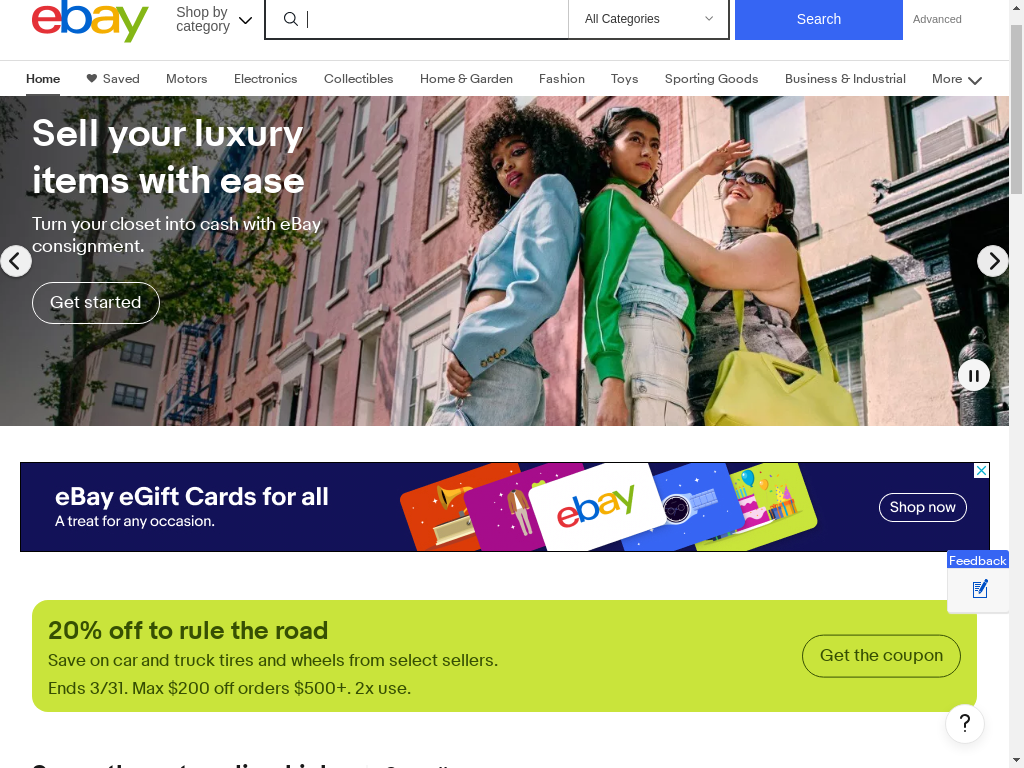 ebay
Shop by
category
All Categories
Search
Advanced
Home
Saved
Motors
Electronics
Collectibles
Home & Garden
Fashion
Toys
Sporting Goods
Business & Industrial
More
Sell your luxury
items with ease
Turn your closet into cash with eBay
consignment.
Get started
eBay eGift Cards for all
A treat for any occasion.
ebay
Shop now
Feedback
20% off to rule the road
Save on car and truck tires and wheels from select sellers.
Ends 3/31. Max $200 off orders $500+. 2x use.
Get the coupon
?